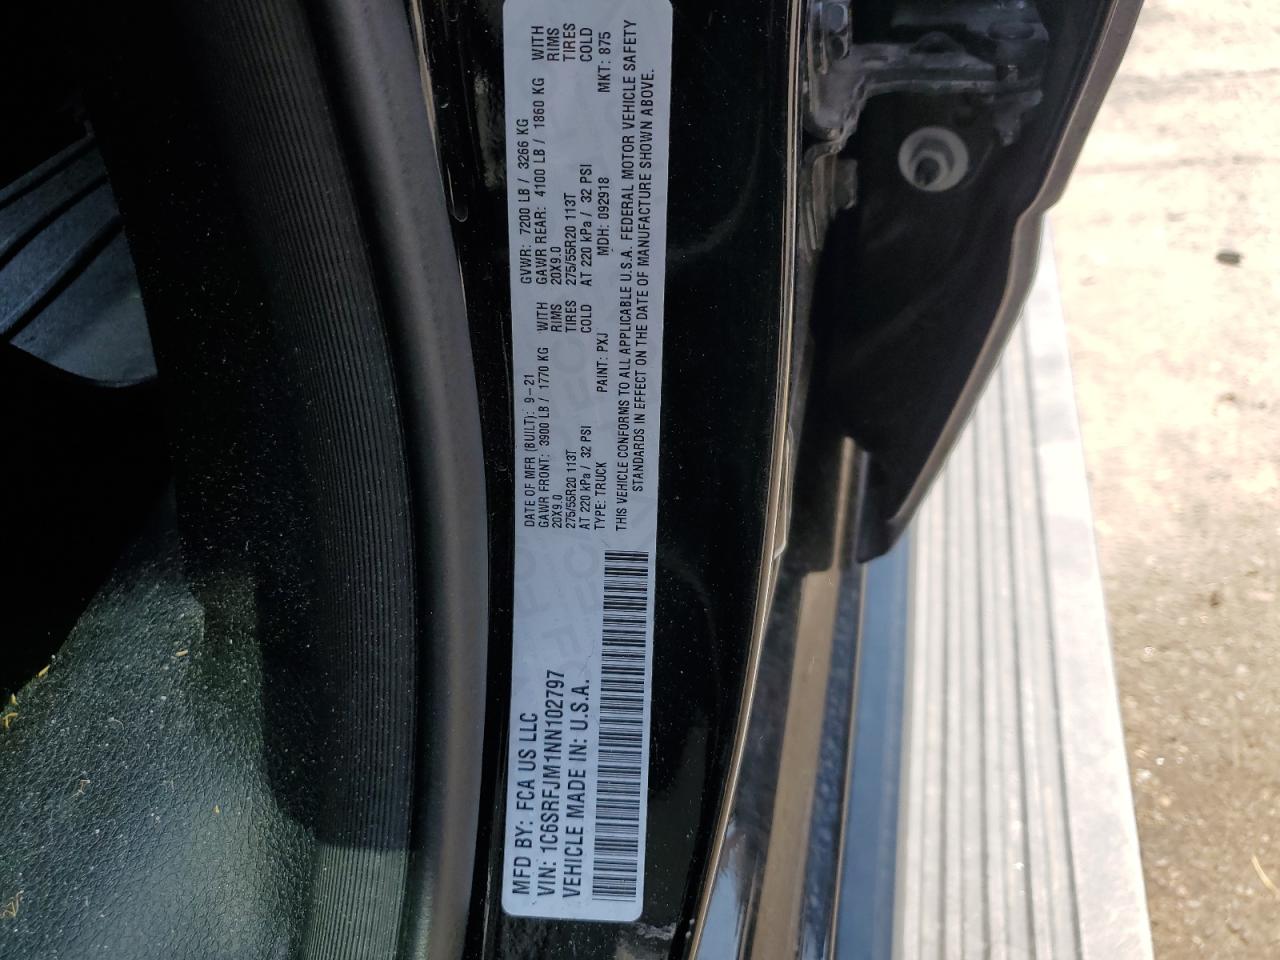 MFD BY: FCA US LLC
VIN: 1C6SRFJM1NN102797
VEHICLE MADE IN: U.S.A.
DATE OF MFR (BUILT): 9-21
GAWR FRONT: 3900 LB / 1770 KG WITH
20X9.0 RIMS
275/55R20 113T TIRES
AT 220 kPa / 32 PSI COLD
GVWR: 7200 LB / 3266 KG
GAWR REAR: 4100 LB / 1860 KG WITH
20X9.0 RIMS
275/55R20 113T TIRES
AT 220 kPa / 32 PSI COLD
TYPE: TRUCK PAINT: PXJ MDH: 092918 MKT: 875
THIS VEHICLE CONFORMS TO ALL APPLICABLE U.S.A. FEDERAL MOTOR VEHICLE SAFETY
STANDARDS IN EFFECT ON THE DATE OF MANUFACTURE SHOWN ABOVE.